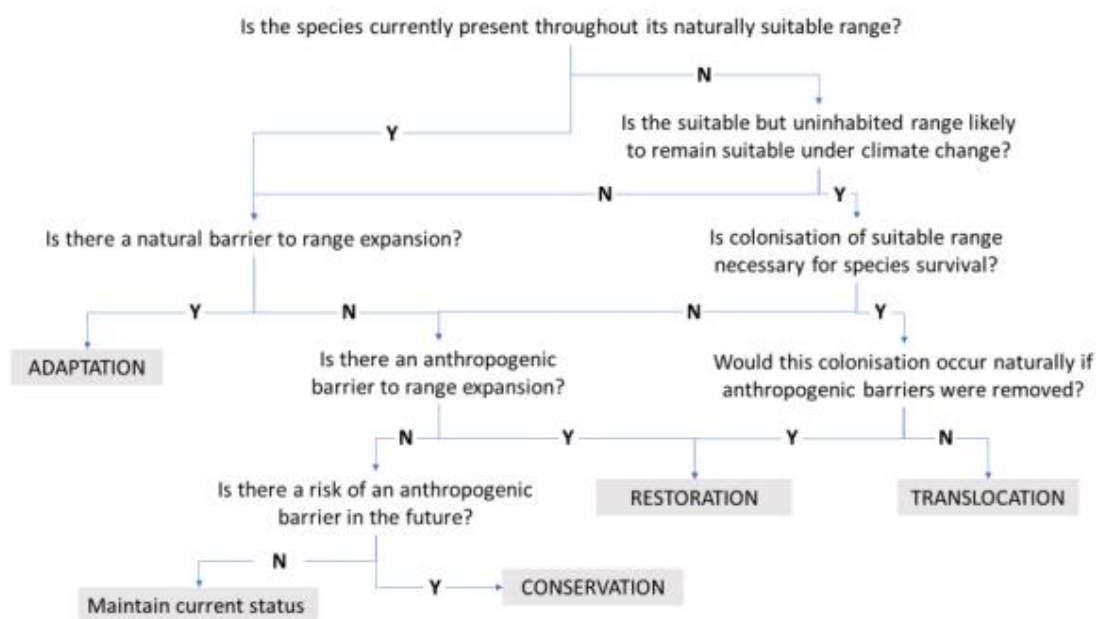 Is the species currently present throughout its naturally suitable range?
N
Y
Is the suitable but uninhabited range likely
to remain suitable under climate change?
N
Y
Is there a natural barrier to range expansion?
Is colonisation of suitable range
necessary for species survival?
Y
N
N
Y
ADAPTATION
Is there an anthropogenic
barrier to range expansion?
Would this colonisation occur naturally if
anthropogenic barriers were removed?
N
Y
Y
N
Is there a risk of an anthropogenic
barrier in the future?
RESTORATION
TRANSLOCATION
N
Y
CONSERVATION
Maintain current status